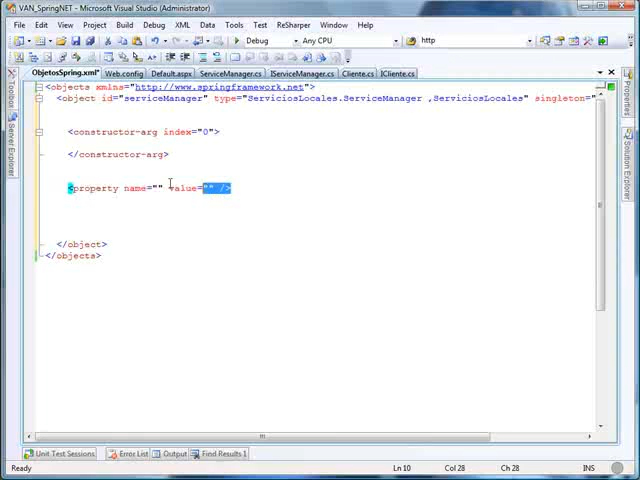 VAN_SpringNET - Microsoft Visual Studio (Administrator)
File Edit View Project Build Debug XML Data Tools Test ReSharper Window Help
Debug Any CPU http
ObjetosSpring.xml* Web.config Default.aspx ServiceManager.cs IServiceManager.cs Cliente.cs ICliente.cs
<objects xmlns="http://www.springframework.net">
<object id="serviceManager" type="ServiciosLocales.ServiceManager ,ServiciosLocales" singleton="
<constructor-arg index="0">
</constructor-arg>
<property name="" value="" />
</object>
</objects>
Toolbox
Server Explorer
Properties
Solution Explorer
Unit Test Sessions Error List Output Find Results 1
Ready Ln 10 Col 28 Ch 28 INS